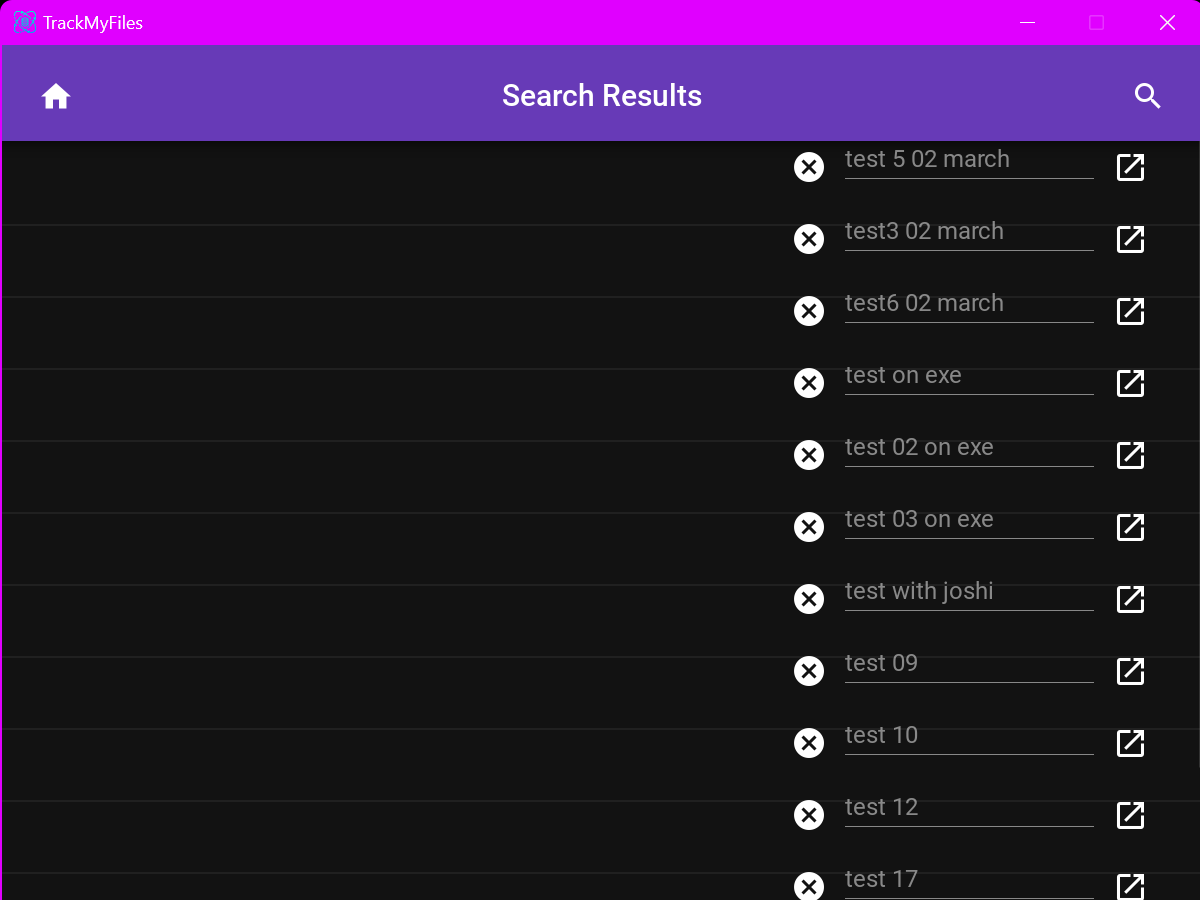 TrackMyFiles
Search Results
test 5 02 march
test3 02 march
test6 02 march
test on exe
test 02 on exe
test 03 on exe
test with joshi
test 09
test 10
test 12
test 17